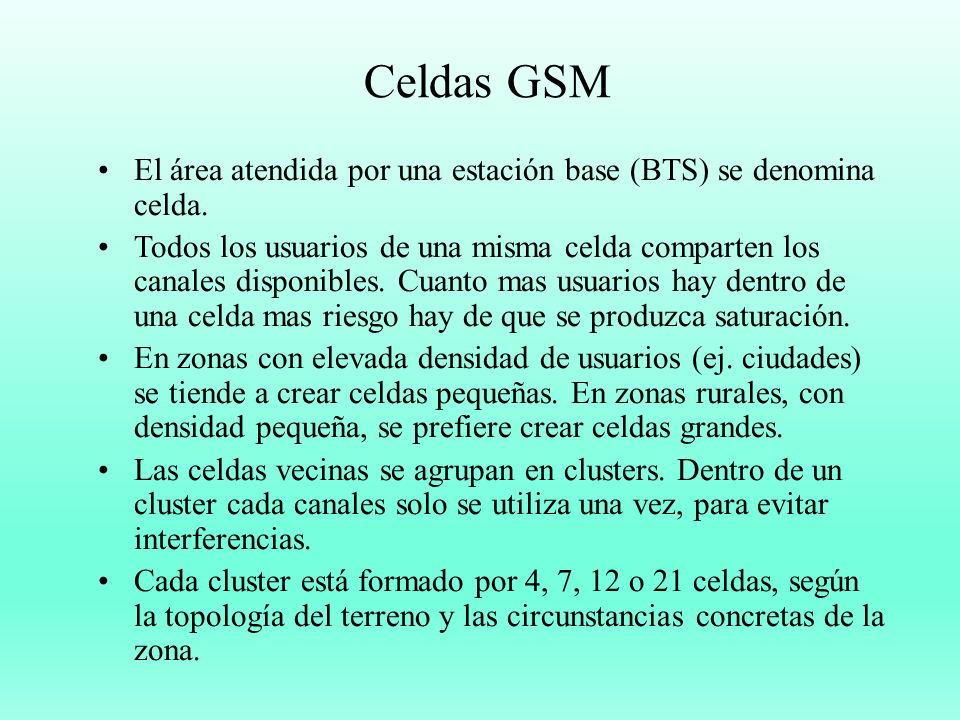 Celdas GSM
• El área atendida por una estación base (BTS) se denomina
celda.
• Todos los usuarios de una misma celda comparten los
canales disponibles. Cuanto mas usuarios hay dentro de
una celda mas riesgo hay de que se produzca saturación.
• En zonas con elevada densidad de usuarios (ej. ciudades)
se tiende a crear celdas pequeñas. En zonas rurales, con
densidad pequeña, se prefiere crear celdas grandes.
• Las celdas vecinas se agrupan en clusters. Dentro de un
cluster cada canales solo se utiliza una vez, para evitar
interferencias.
• Cada cluster está formado por 4, 7, 12 o 21 celdas, según
la topología del terreno y las circunstancias concretas de la
zona.